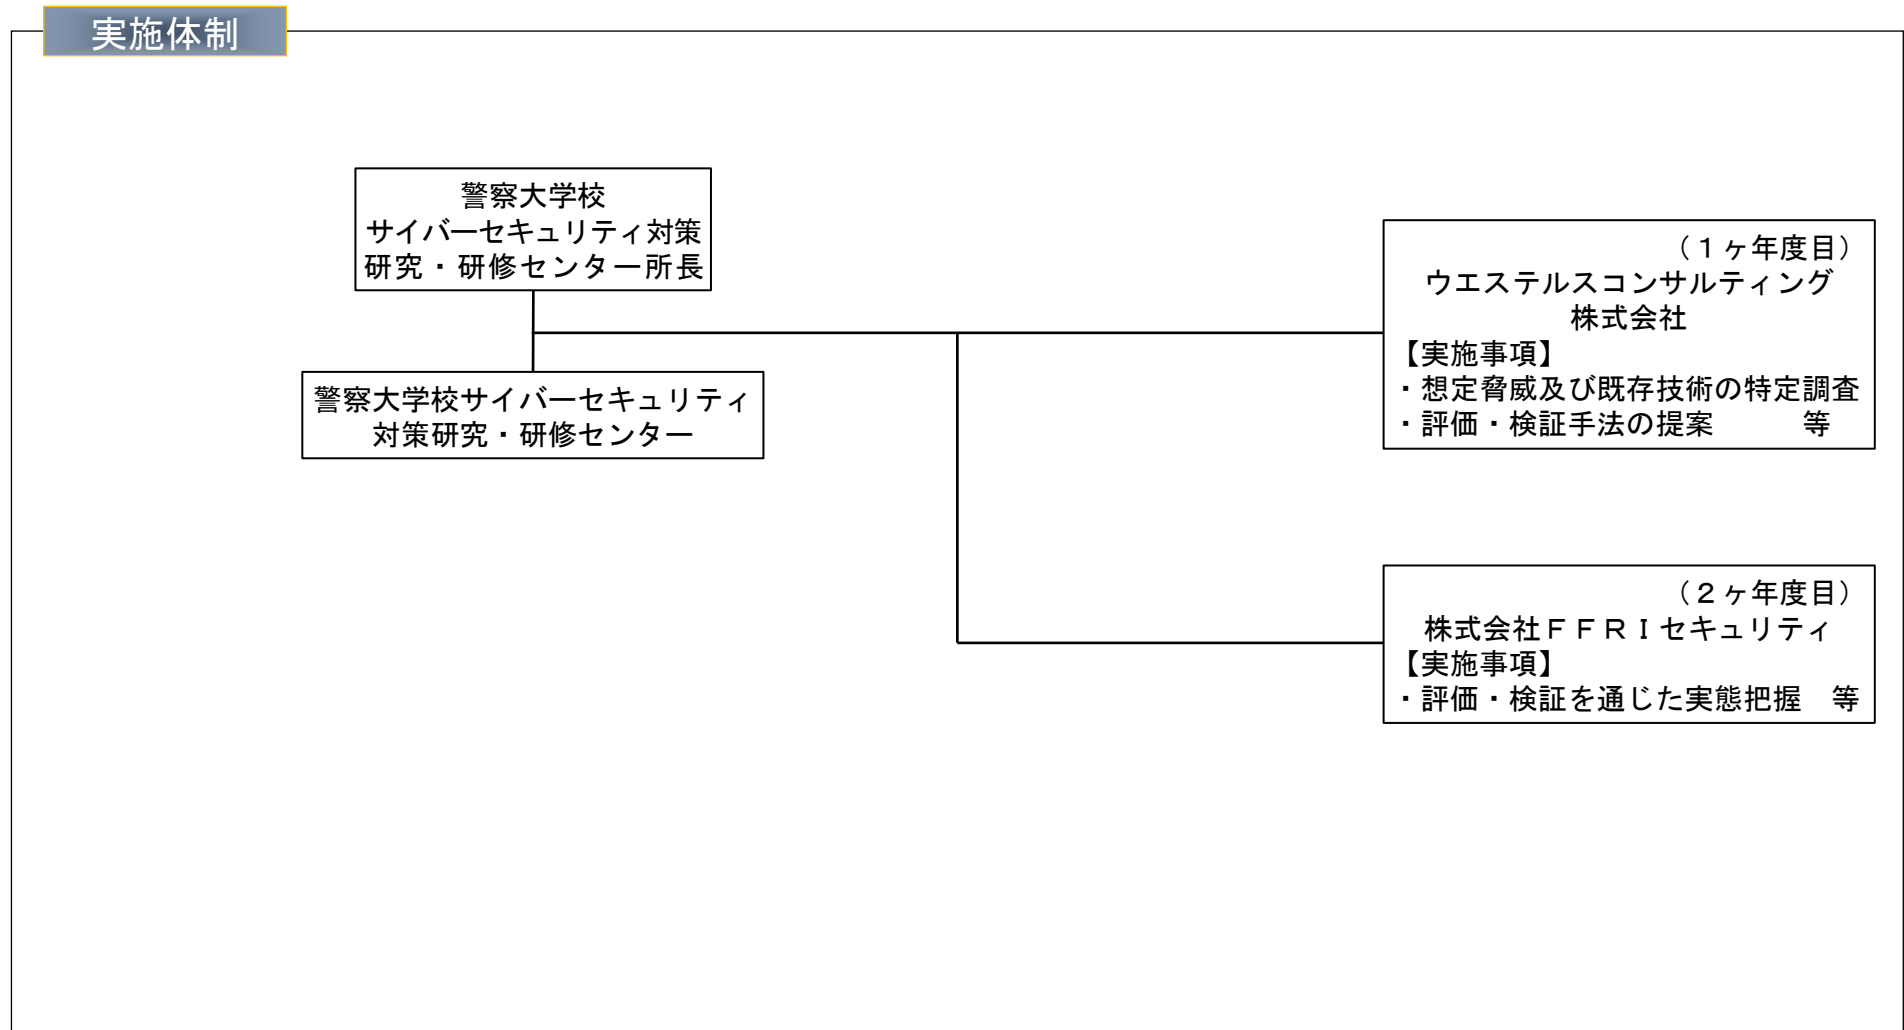 実施体制
警察大学校
サイバーセキュリティ対策
研究・研修センター所長
警察大学校サイバーセキュリティ
対策研究・研修センター
（１ヶ年度目）
ウエステルスコンサルティング
株式会社
【実施事項】
・想定脅威及び既存技術の特定調査
・評価・検証手法の提案　　　等
（２ヶ年度目）
株式会社ＦＦＲＩセキュリティ
【実施事項】
・評価・検証を通じた実態把握　等